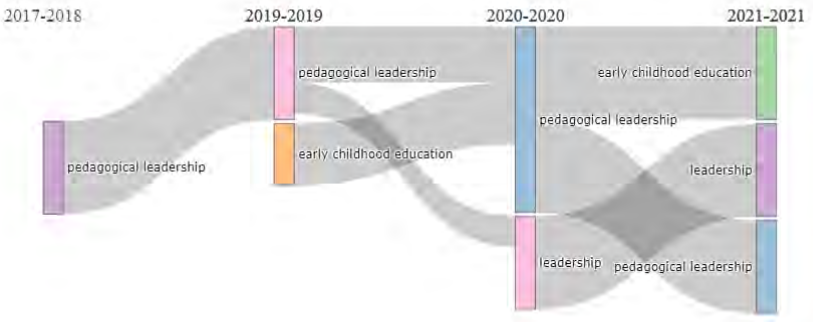 2017-2018
2019-2019
2020-2020
2021-2021
pedagogical leadership
pedagogical leadership
early childhood education
pedagogical leadership
leadership
early childhood education
leadership
pedagogical leadership